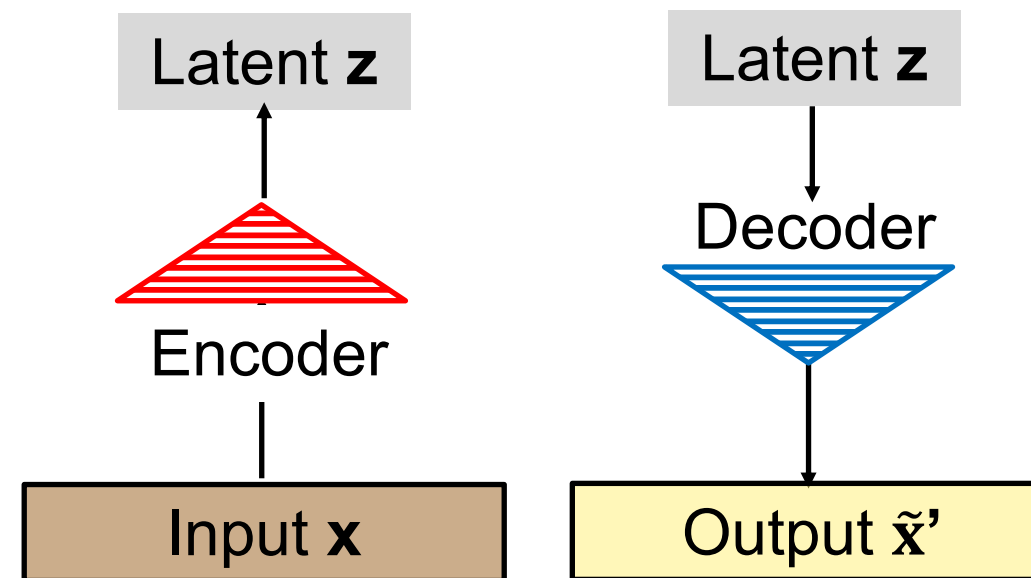 Latent z
Encoder
Input x
Latent z
Decoder
Output x̃’